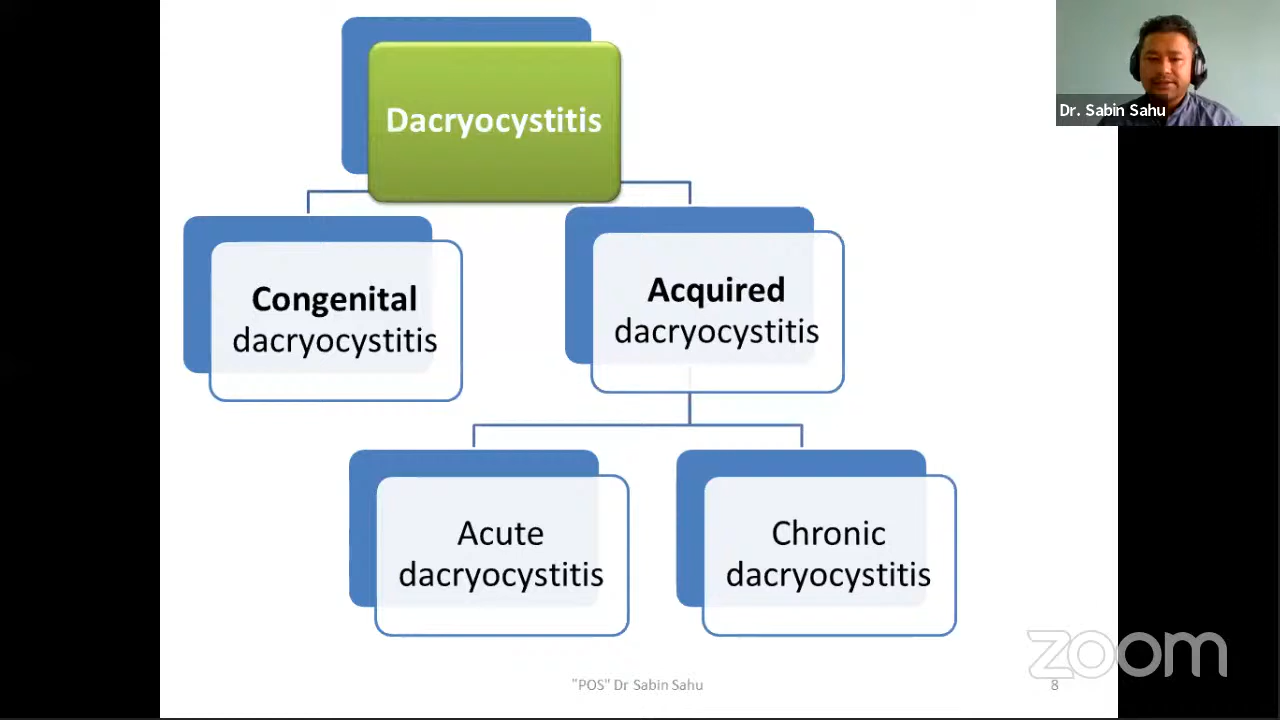 Dacryocystitis
Dr. Sabin Sahu
Congenital
dacryocystitis
Acquired
dacryocystitis
Acute
dacryocystitis
Chronic
dacryocystitis
"POS" Dr Sabin Sahu
8
zoom